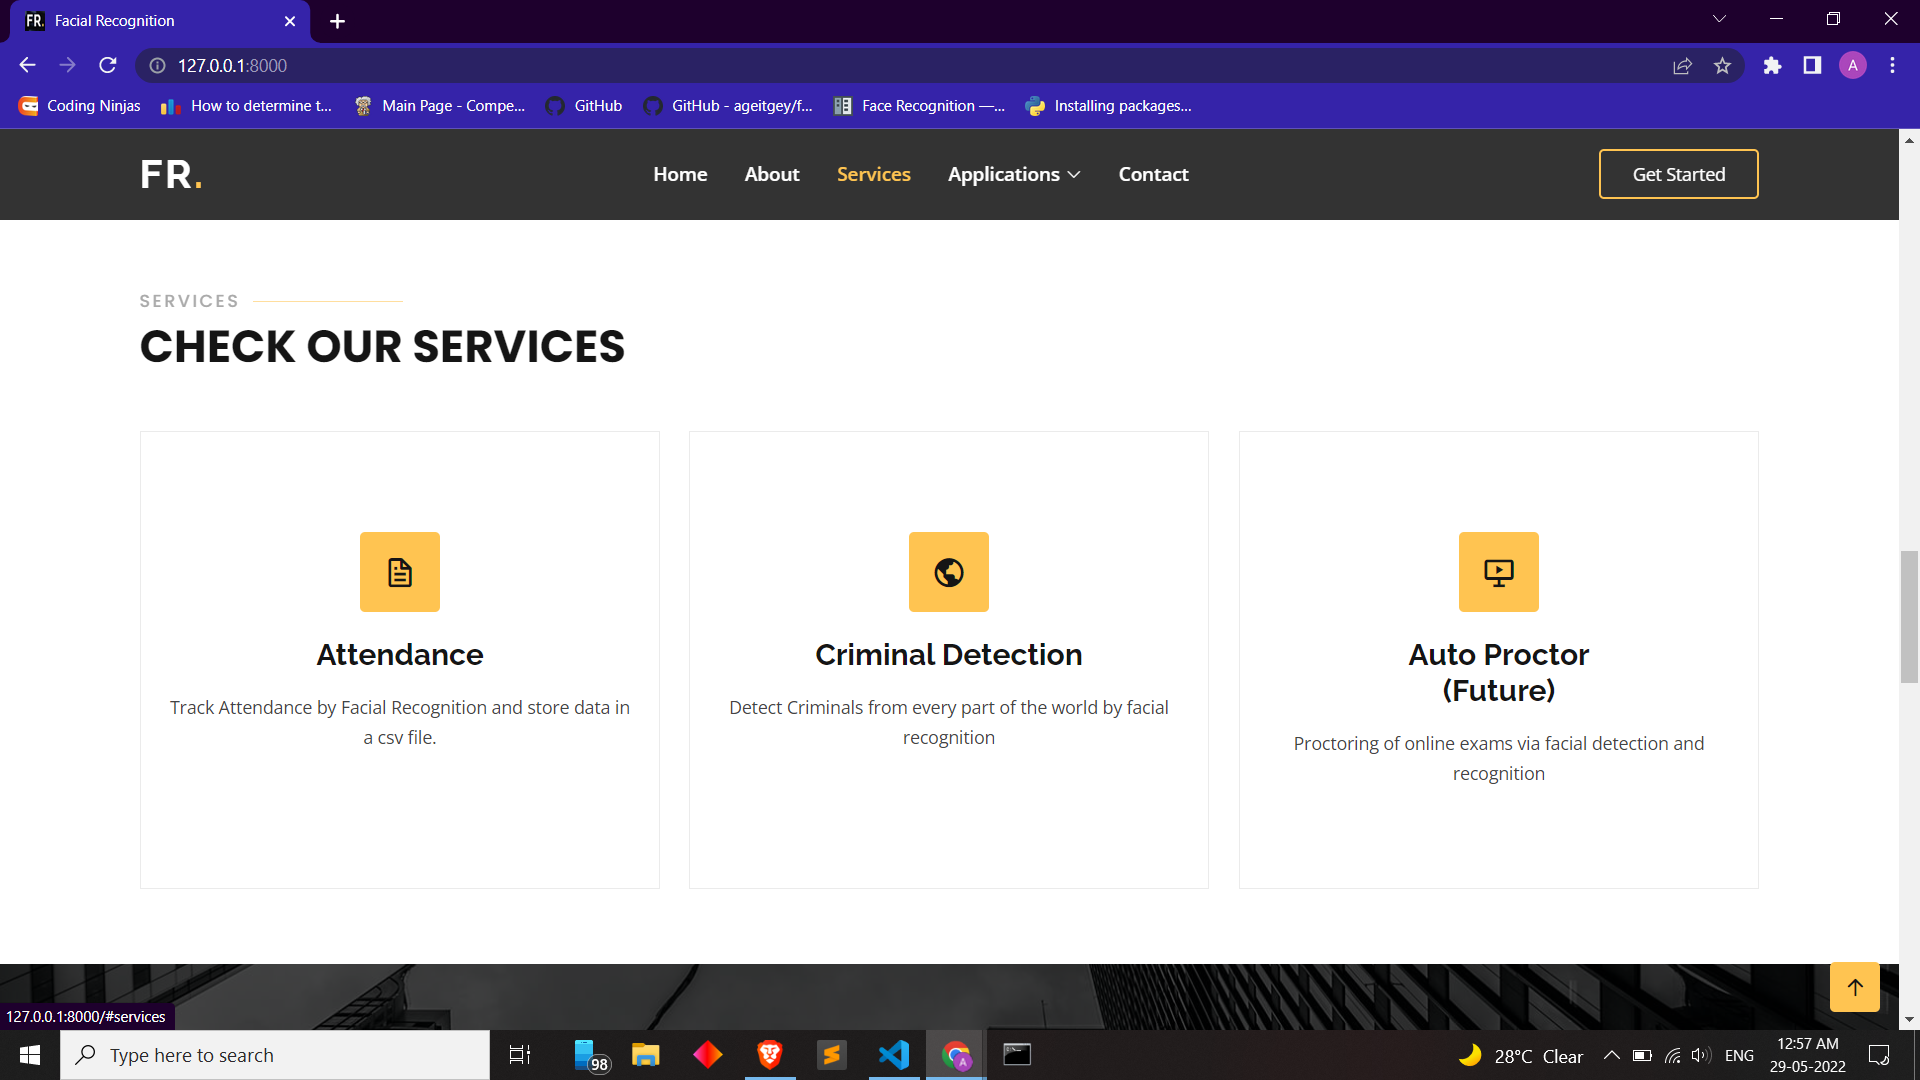 FR. Facial Recognition
127.0.0.1:8000
A
Coding Ninjas How to determine t... Main Page - Compe... GitHub GitHub - ageitgey/f... Face Recognition —... Installing packages...
FR. Home About Services Applications Contact Get Started
SERVICES
CHECK OUR SERVICES
Attendance
Track Attendance by Facial Recognition and store data in
a csv file.
Criminal Detection
Detect Criminals from every part of the world by facial
recognition
Auto Proctor
(Future)
Proctoring of online exams via facial detection and
recognition
127.0.0.1:8000/#services
Type here to search
98
A
28°C Clear
ENG
12:57 AM
29-05-2022